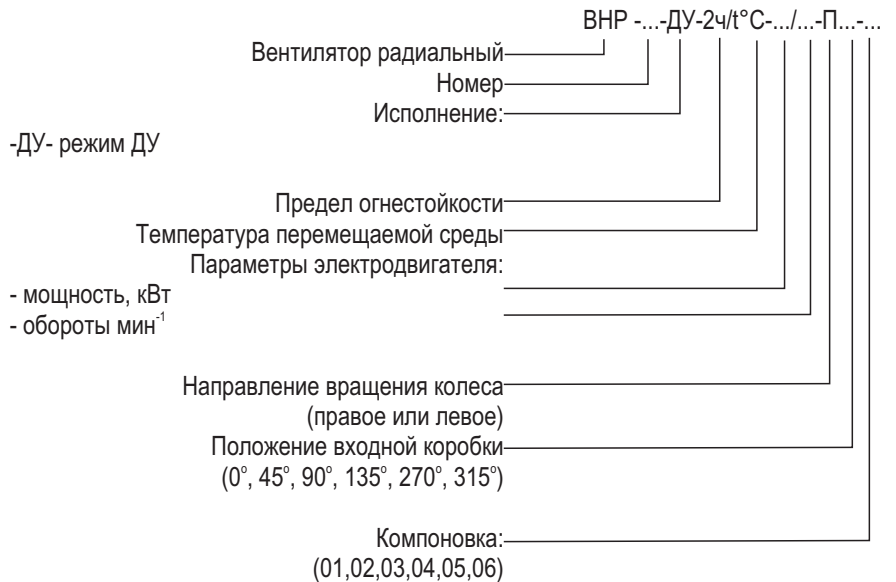 ВНР -...-ДУ-2ч/t°С-.../...-П...-...
Вентилятор радиальный
Номер
Исполнение:
-ДУ- режим ДУ
Предел огнестойкости
Температура перемещаемой среды
Параметры электродвигателя:
- мощность, кВт
- обороты мин⁻¹
Направление вращения колеса
(правое или левое)
Положение входной коробки
(0°, 45°, 90°, 135°, 270°, 315°)
Компоновка:
(01,02,03,04,05,06)